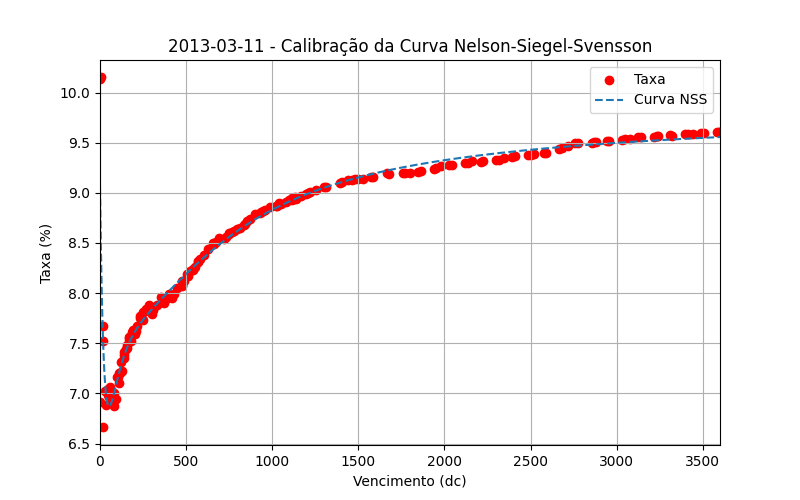 2013-03-11 - Calibração da Curva Nelson-Siegel-Svensson
Taxa
Curva NSS
Taxa (%)
10.0
9.5
9.0
8.5
8.0
7.5
7.0
6.5
0 500 1000 1500 2000 2500 3000 3500
Vencimento (dc)